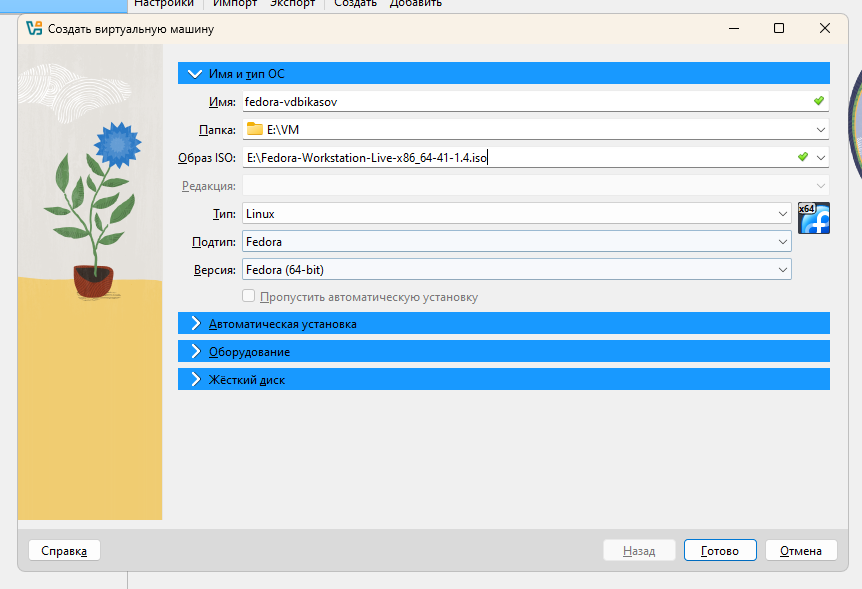 Настройки Импорт Экспорт Создать Добавить
Создать виртуальную машину
Имя и тип ОС
Имя: fedora-vdbikasov
Папка: E:\VM
Образ ISO: E:\Fedora-Workstation-Live-x86_64-41-1.4.iso
Редакция:
Тип: Linux
x64
Подтип: Fedora
Версия: Fedora (64-bit)
Пропустить автоматическую установку
Автоматическая установка
Оборудование
Жёсткий диск
Справка Назад Готово Отмена